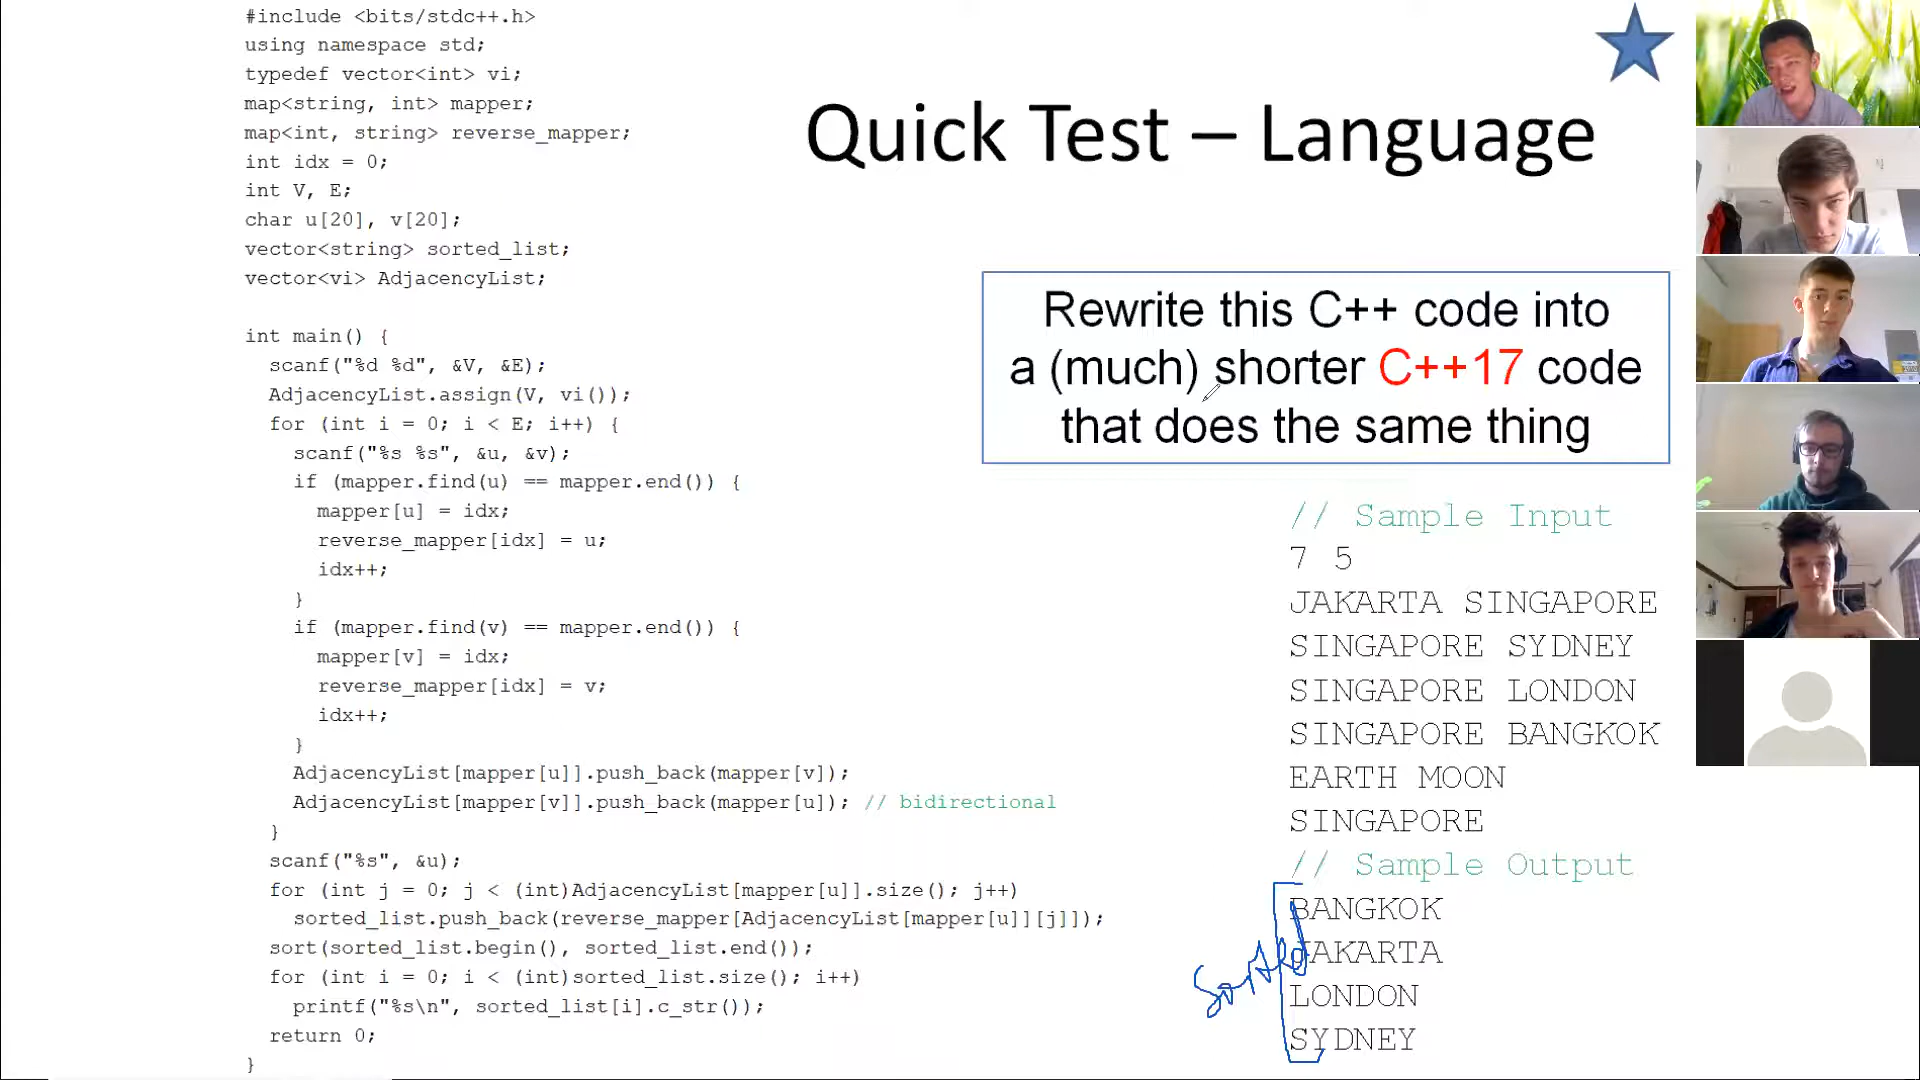 #include <bits/stdc++.h>
using namespace std;
typedef vector<int> vi;
map<string, int> mapper;
map<int, string> reverse_mapper;
int idx = 0;
int V, E;
char u[20], v[20];
vector<string> sorted_list;
vector<vi> AdjacencyList;
int main() {
scanf("%d %d", &V, &E);
AdjacencyList.assign(V, vi());
for (int i = 0; i < E; i++) {
scanf("%s %s", &u, &v);
if (mapper.find(u) == mapper.end()) {
mapper[u] = idx;
reverse_mapper[idx] = u;
idx++;
}
if (mapper.find(v) == mapper.end()) {
mapper[v] = idx;
reverse_mapper[idx] = v;
idx++;
}
AdjacencyList[mapper[u]].push_back(mapper[v]);
AdjacencyList[mapper[v]].push_back(mapper[u]); // bidirectional
}
scanf("%s", &u);
for (int j = 0; j < (int)AdjacencyList[mapper[u]].size(); j++)
sorted_list.push_back(reverse_mapper[AdjacencyList[mapper[u]][j]]);
sort(sorted_list.begin(), sorted_list.end());
for (int i = 0; i < (int)sorted_list.size(); i++)
printf("%s\n", sorted_list[i].c_str());
return 0;
}
Quick Test – Language
Rewrite this C++ code into
a (much) shorter C++17 code
that does the same thing
// Sample Input
7 5
JAKARTA SINGAPORE
SINGAPORE SYDNEY
SINGAPORE LONDON
SINGAPORE BANGKOK
EARTH MOON
SINGAPORE
// Sample Output
BANGKOK
JAKARTA
LONDON
SYDNEY
Sorted